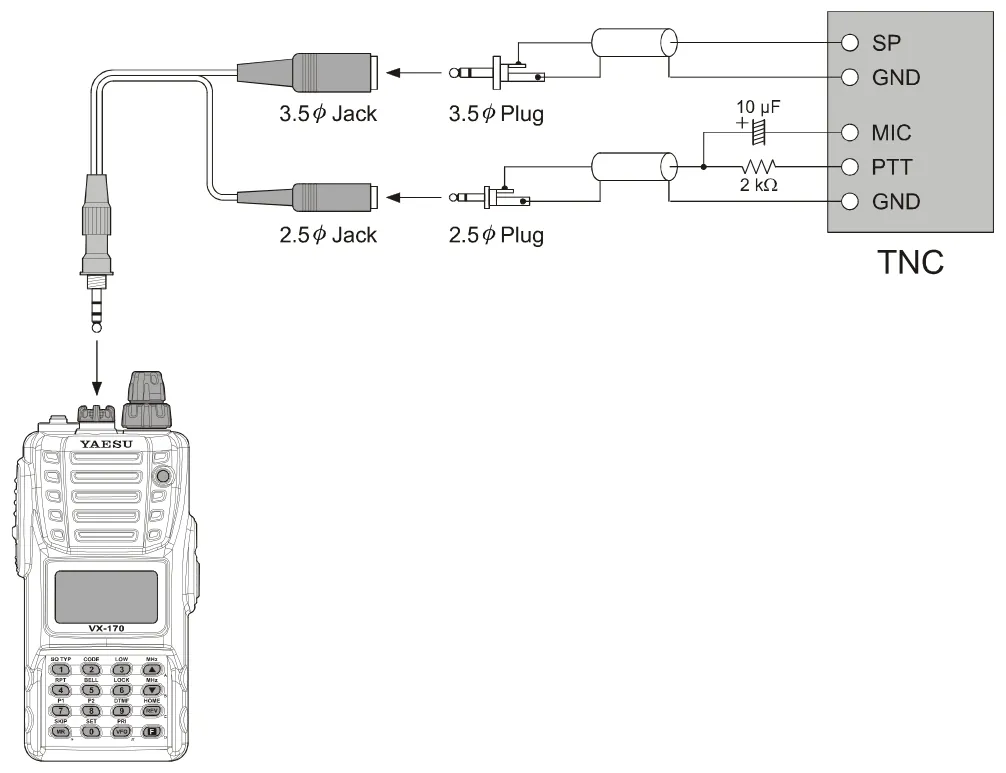 SP
GND
3.5φ Jack
3.5φ Plug
10 µF
+
MIC
PTT
2 kΩ
GND
2.5φ Jack
2.5φ Plug
TNC
YAESU
VX-170
SQ TYP CODE LOW MHz
1 2 3 ▲
A
RPT BELL LOCK MHz
4 5 6 ▼
B
P1 P2 DTMF HOME
7 8 9 REV
C
SKIP SET PRI
MR 0 VFO F
* # D